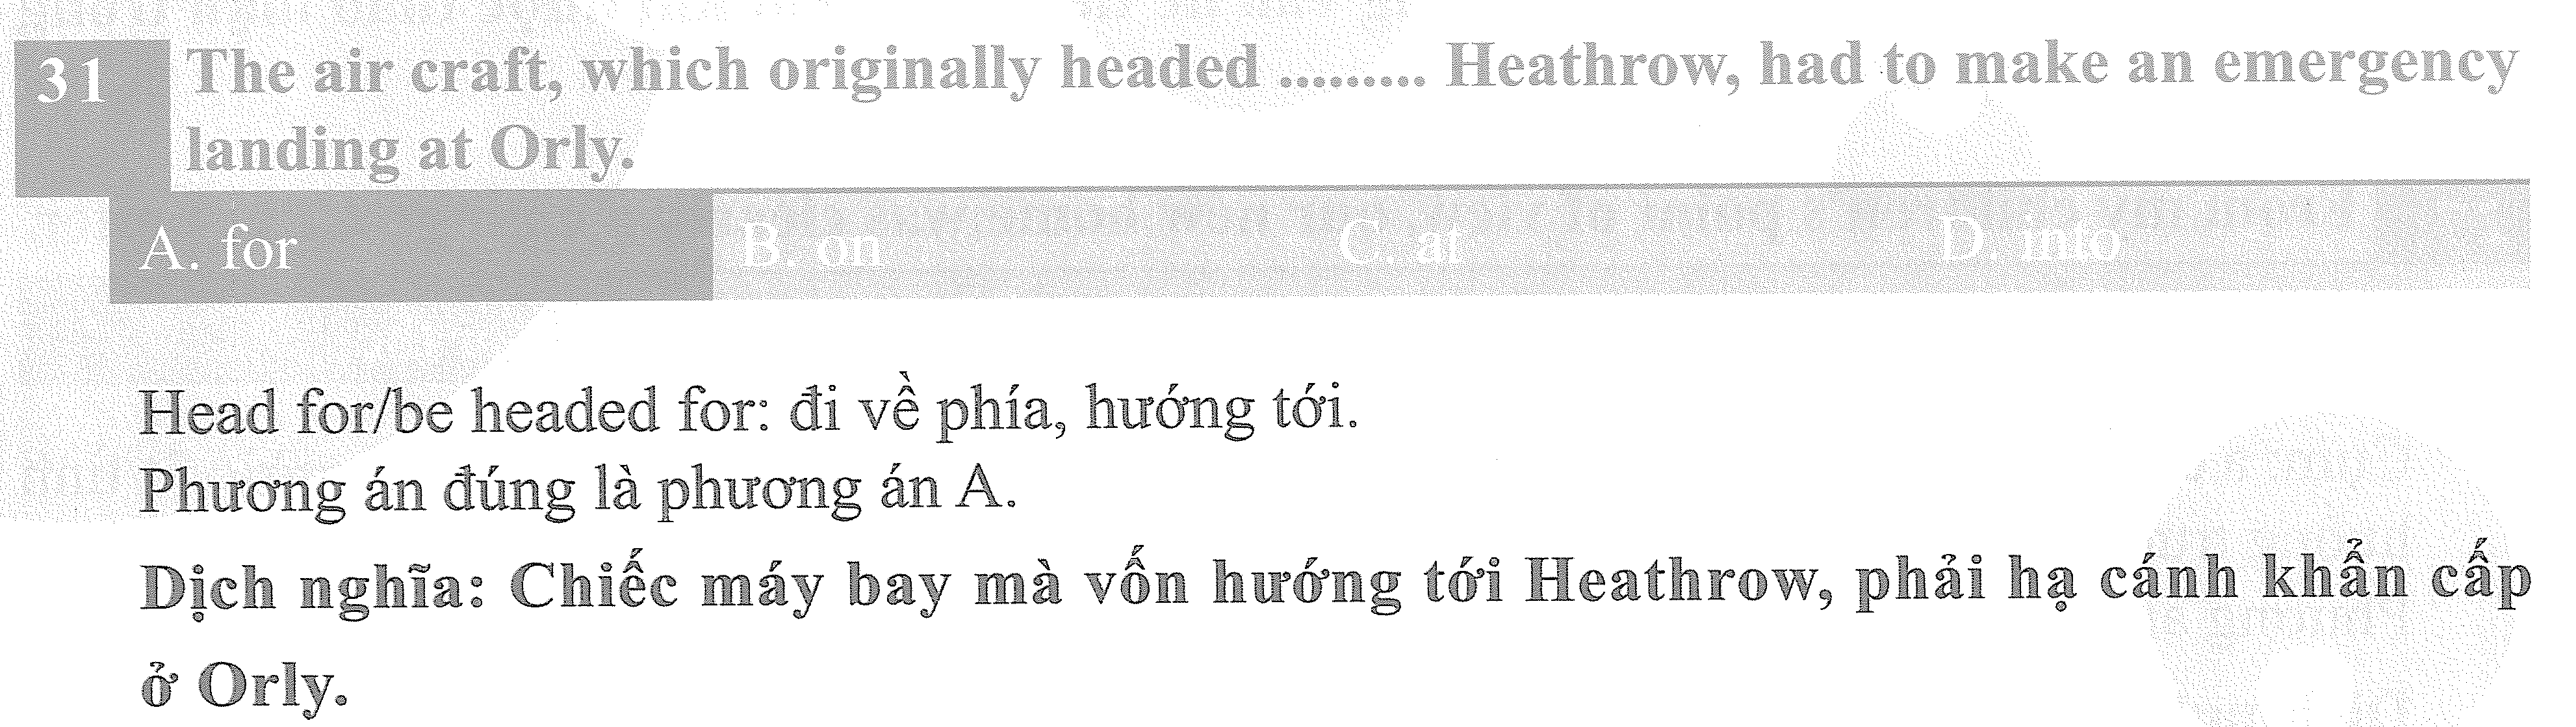 31 The air craft, which originally headed ......... Heathrow, had to make an emergency
landing at Orly.
A. for B. on C. at D. into
Head for/be headed for: đi về phía, hướng tới.
Phương án đúng là phương án A.
Dịch nghĩa: Chiếc máy bay mà vốn hướng tới Heathrow, phải hạ cánh khẩn cấp
ở Orly.